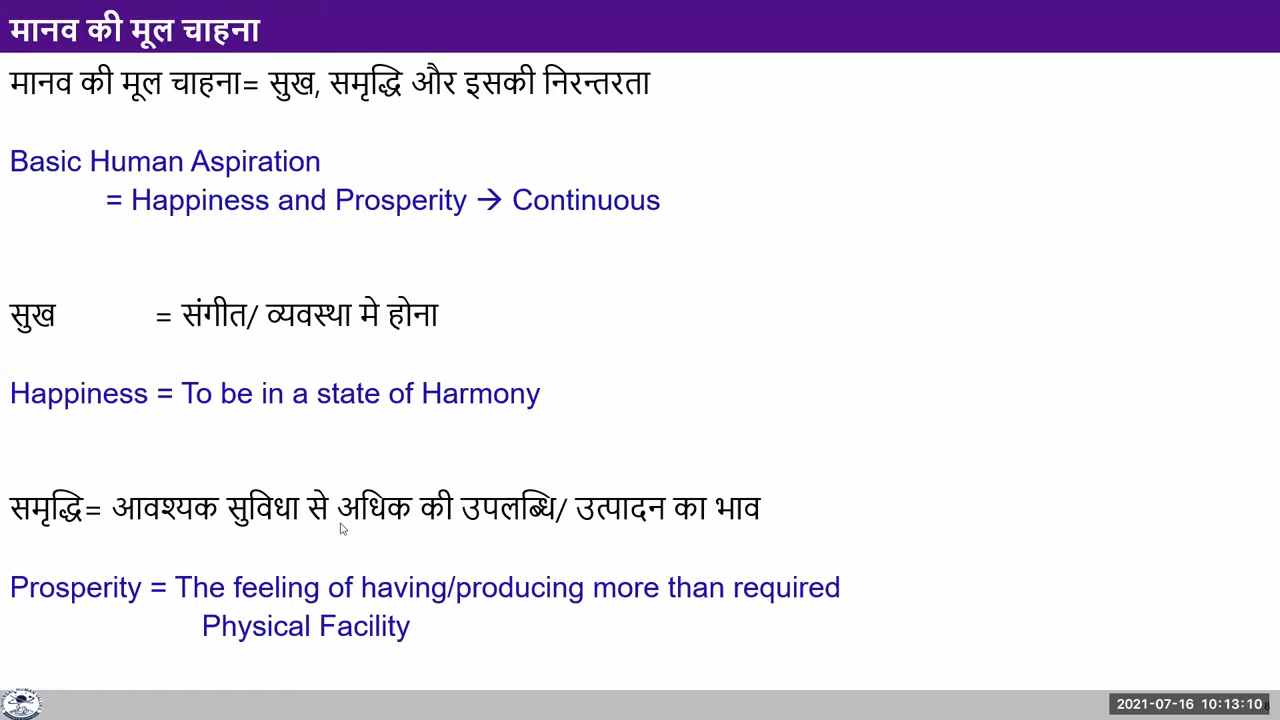 मानव की मूल चाहना
मानव की मूल चाहना= सुख, समृद्धि और इसकी निरन्तरता
Basic Human Aspiration
= Happiness and Prosperity → Continuous
सुख = संगीत/ व्यवस्था मे होना
Happiness = To be in a state of Harmony
समृद्धि= आवश्यक सुविधा से अधिक की उपलब्धि/ उत्पादन का भाव
Prosperity = The feeling of having/producing more than required
Physical Facility
2021-07-16 10:13:10
8